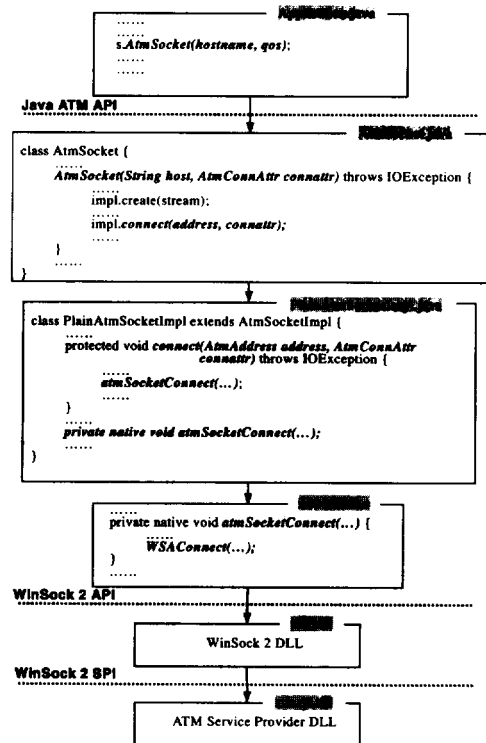 ......
......
s.AtmSocket(hostname, qos);
......
......
Java ATM API
class AtmSocket {
......
AtmSocket(String host, AtmConnAttr connattr) throws IOException {
impl.create(stream);
......
impl.connect(address, connattr);
......
}
......
}
class PlainAtmSocketImpl extends AtmSocketImpl {
......
protected void connect(AtmAddress address, AtmConnAttr
connattr) throws IOException {
......
atmSocketConnect(...);
......
}
......
private native void atmSocketConnect(...);
......
}
......
private native void atmSocketConnect(...) {
......
WSAConnect(...);
}
......
WinSock 2 API
WinSock 2 DLL
WinSock 2 SPI
ATM Service Provider DLL